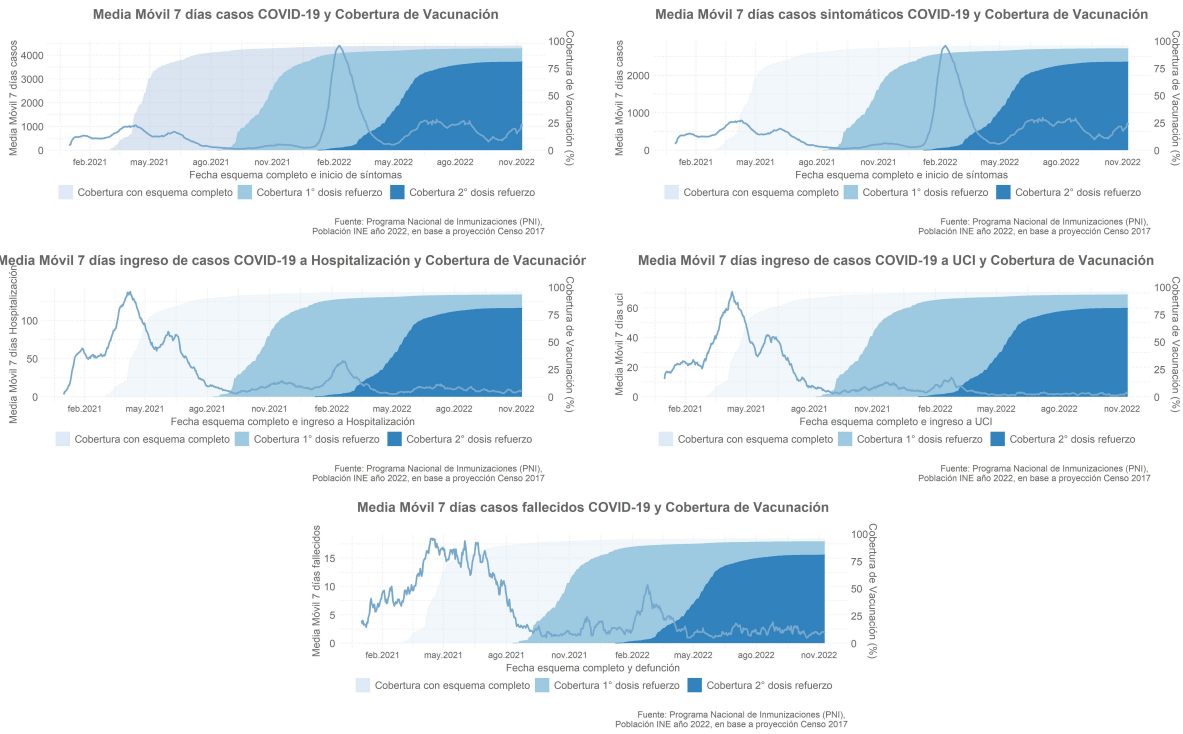 Media Móvil 7 días casos COVID-19 y Cobertura de Vacunación
Media Móvil 7 días casos
4000
3000
2000
1000
0
Cobertura de Vacunación (%)
100
75
50
25
0
feb.2021 may.2021 ago.2021 nov.2021 feb.2022 may.2022 ago.2022 nov.2022
Fecha esquema completo e inicio de síntomas
Cobertura con esquema completo Cobertura 1° dosis refuerzo Cobertura 2° dosis refuerzo
Fuente: Programa Nacional de Inmunizaciones (PNI),
Población INE año 2022, en base a proyección Censo 2017
Media Móvil 7 días casos sintomáticos COVID-19 y Cobertura de Vacunación
Media Móvil 7 días casos
2000
1000
0
Cobertura de Vacunación (%)
100
75
50
25
0
feb.2021 may.2021 ago.2021 nov.2021 feb.2022 may.2022 ago.2022 nov.2022
Fecha esquema completo e inicio de síntomas
Cobertura con esquema completo Cobertura 1° dosis refuerzo Cobertura 2° dosis refuerzo
Fuente: Programa Nacional de Inmunizaciones (PNI),
Población INE año 2022, en base a proyección Censo 2017
Media Móvil 7 días ingreso de casos COVID-19 a Hospitalización y Cobertura de Vacunación
Media Móvil 7 días Hospitalización
100
50
0
Cobertura de Vacunación (%)
100
75
50
25
0
feb.2021 may.2021 ago.2021 nov.2021 feb.2022 may.2022 ago.2022 nov.2022
Fecha esquema completo e ingreso a Hospitalización
Cobertura con esquema completo Cobertura 1° dosis refuerzo Cobertura 2° dosis refuerzo
Fuente: Programa Nacional de Inmunizaciones (PNI),
Población INE año 2022, en base a proyección Censo 2017
Media Móvil 7 días ingreso de casos COVID-19 a UCI y Cobertura de Vacunación
Media Móvil 7 días uci
60
40
20
0
Cobertura de Vacunación (%)
100
75
50
25
0
feb.2021 may.2021 ago.2021 nov.2021 feb.2022 may.2022 ago.2022 nov.2022
Fecha esquema completo e ingreso a UCI
Cobertura con esquema completo Cobertura 1° dosis refuerzo Cobertura 2° dosis refuerzo
Fuente: Programa Nacional de Inmunizaciones (PNI),
Población INE año 2022, en base a proyección Censo 2017
Media Móvil 7 días casos fallecidos COVID-19 y Cobertura de Vacunación
Media Móvil 7 días fallecidos
15
10
5
0
Cobertura de Vacunación (%)
100
75
50
25
0
feb.2021 may.2021 ago.2021 nov.2021 feb.2022 may.2022 ago.2022 nov.2022
Fecha esquema completo y defunción
Cobertura con esquema completo Cobertura 1° dosis refuerzo Cobertura 2° dosis refuerzo
Fuente: Programa Nacional de Inmunizaciones (PNI),
Población INE año 2022, en base a proyección Censo 2017